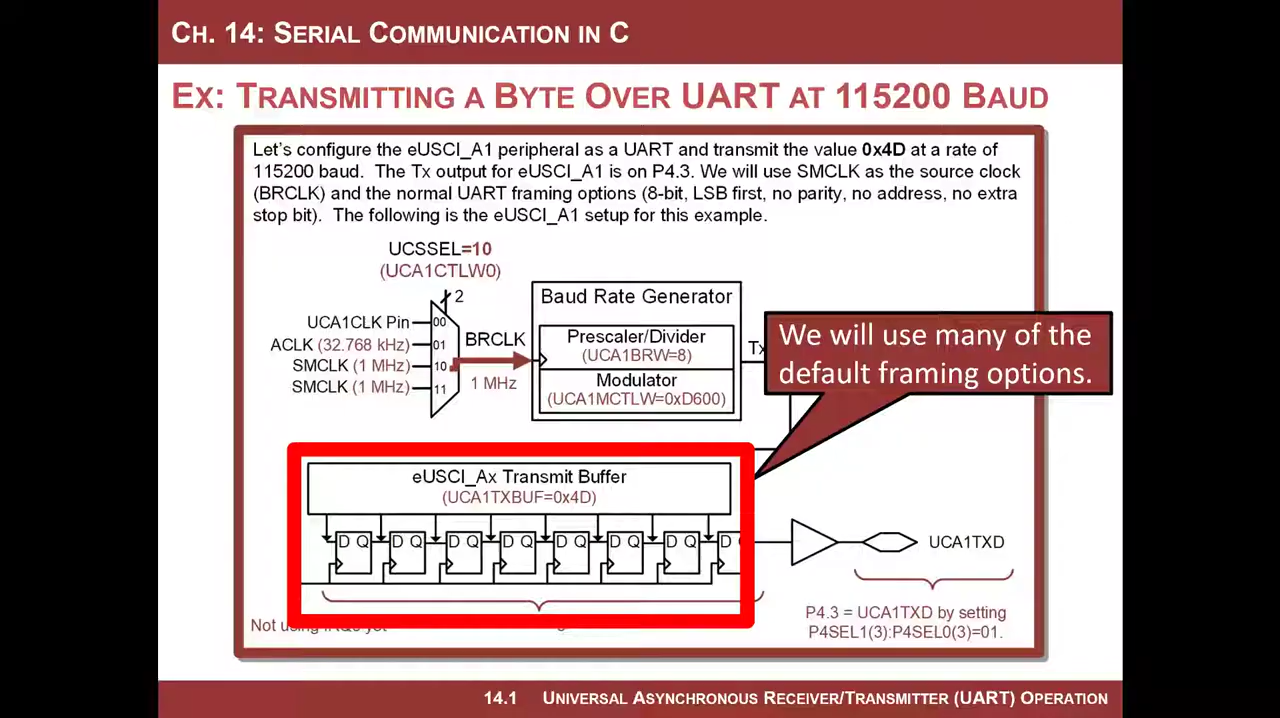 CH. 14: SERIAL COMMUNICATION IN C
EX: TRANSMITTING A BYTE OVER UART AT 115200 BAUD
Let's configure the eUSCI_A1 peripheral as a UART and transmit the value 0x4D at a rate of
115200 baud. The Tx output for eUSCI_A1 is on P4.3. We will use SMCLK as the source clock
(BRCLK) and the normal UART framing options (8-bit, LSB first, no parity, no address, no extra
stop bit). The following is the eUSCI_A1 setup for this example.
UCSSEL=10
(UCA1CTLW0)
2
UCA1CLK Pin
ACLK (32.768 kHz)
SMCLK (1 MHz)
SMCLK (1 MHz)
00
01
10
11
BRCLK
1 MHz
Baud Rate Generator
Prescaler/Divider
(UCA1BRW=8)
Modulator
(UCA1MCTLW=0xD600)
We will use many of the
default framing options.
eUSCI_Ax Transmit Buffer
(UCA1TXBUF=0x4D)
D Q D Q D Q D Q D Q D Q D Q D Q
UCA1TXD
P4.3 = UCA1TXD by setting
P4SEL1(3):P4SEL0(3)=01.
Not using IRQs yet
14.1 UNIVERSAL ASYNCHRONOUS RECEIVER/TRANSMITTER (UART) OPERATION